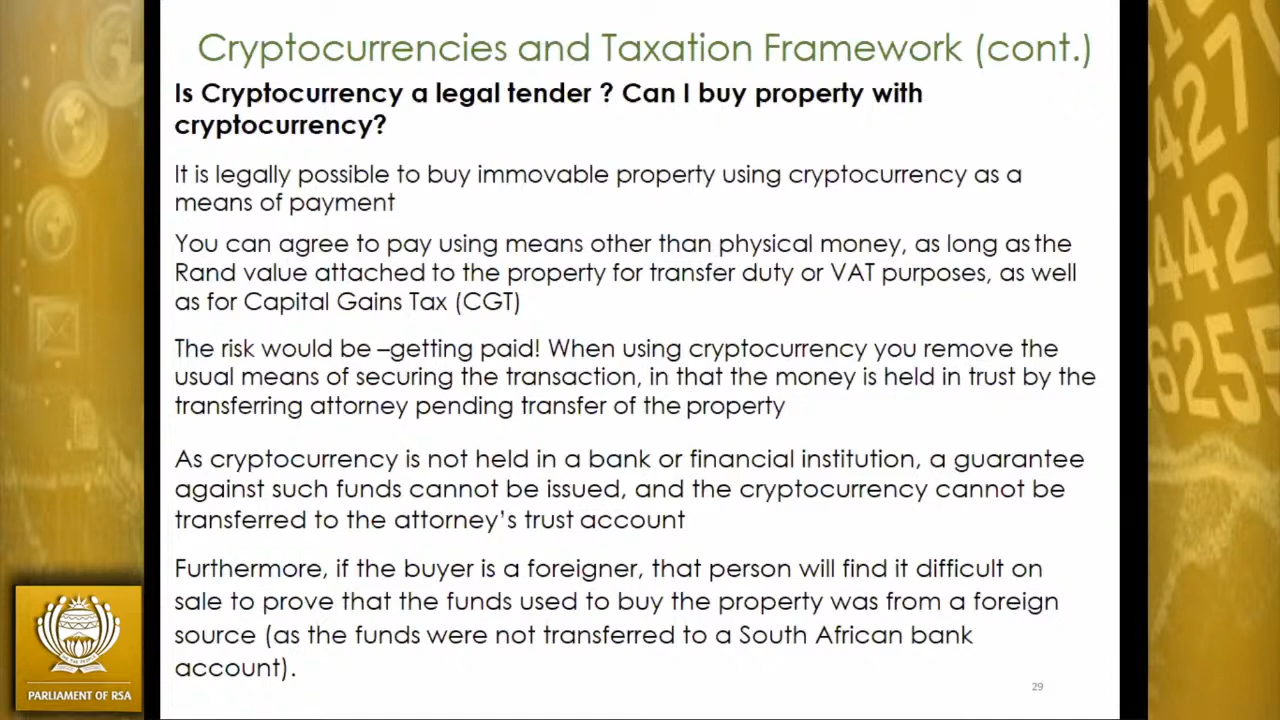 Cryptocurrencies and Taxation Framework (cont.)
Is Cryptocurrency a legal tender ? Can I buy property with
cryptocurrency?
It is legally possible to buy immovable property using cryptocurrency as a
means of payment
You can agree to pay using means other than physical money, as long as the
Rand value attached to the property for transfer duty or VAT purposes, as well
as for Capital Gains Tax (CGT)
The risk would be –getting paid! When using cryptocurrency you remove the
usual means of securing the transaction, in that the money is held in trust by the
transferring attorney pending transfer of the property
As cryptocurrency is not held in a bank or financial institution, a guarantee
against such funds cannot be issued, and the cryptocurrency cannot be
transferred to the attorney’s trust account
Furthermore, if the buyer is a foreigner, that person will find it difficult on
sale to prove that the funds used to buy the property was from a foreign
source (as the funds were not transferred to a South African bank
account).
29
PARLIAMENT OF RSA